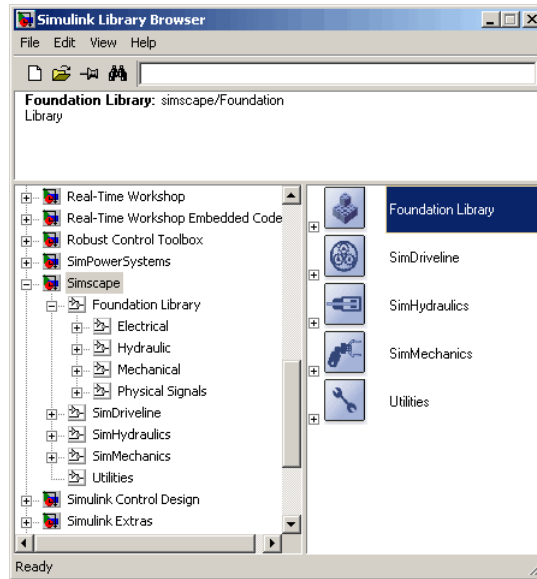 Simulink Library Browser
File Edit View Help
Foundation Library: simscape/Foundation
Library
Real-Time Workshop
Real-Time Workshop Embedded Code
Robust Control Toolbox
SimPowerSystems
Simscape
Foundation Library
Electrical
Hydraulic
Mechanical
Physical Signals
SimDriveline
SimHydraulics
SimMechanics
Utilities
Simulink Control Design
Simulink Extras
Foundation Library
SimDriveline
SimHydraulics
SimMechanics
Utilities
Ready